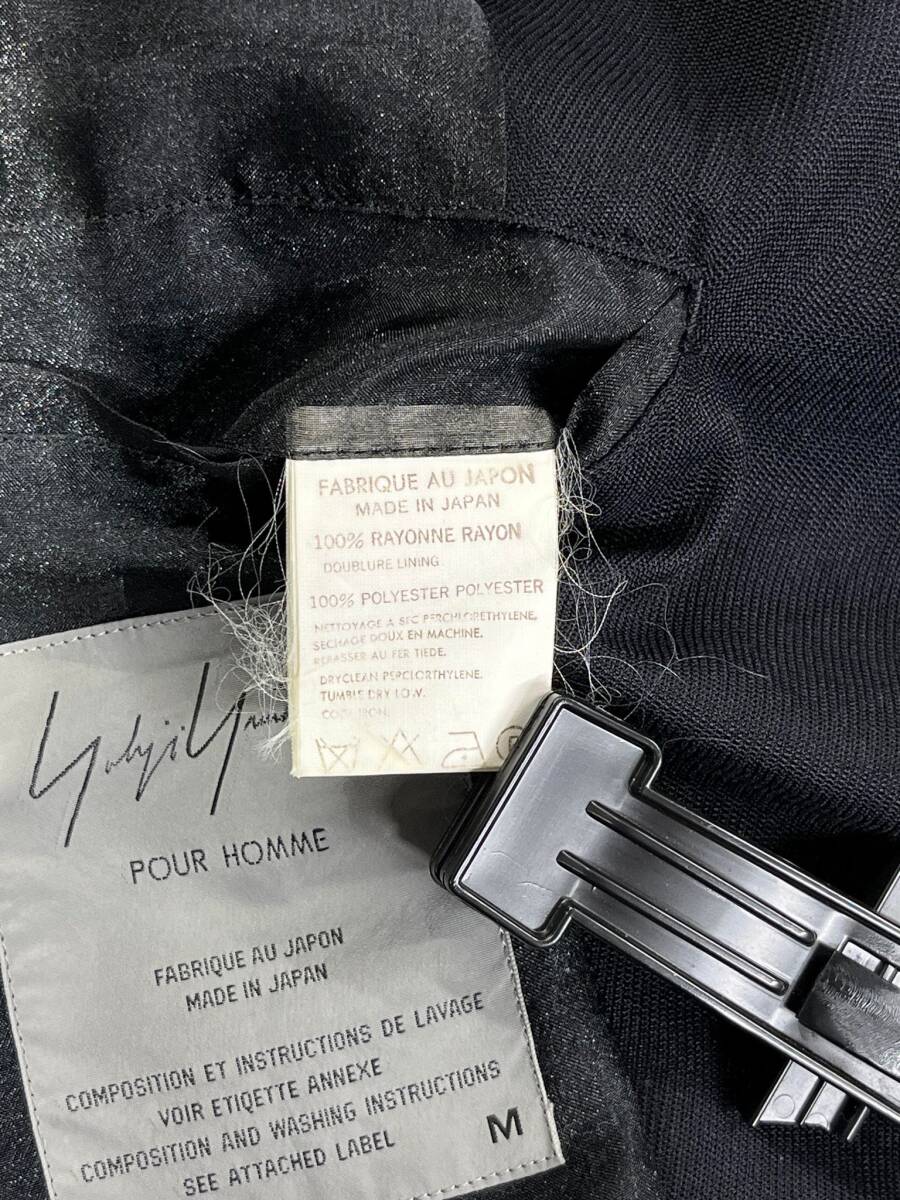 FABRIQUE AU JAPON
MADE IN JAPAN
100% RAYONNE RAYON
DOUBLURE LINING
100% POLYESTER POLYESTER
NETTOYAGE A SEC PERCHLORETHYLENE,
SECHAGE DOUX EN MACHINE.
REPASSER AU FER TIEDE.
DRYCLEAN PERCLORTHYLENE.
TUMBLE DRY LOW.
COOL IRON.
P
Yohji
POUR HOMME
FABRIQUE AU JAPON
MADE IN JAPAN
COMPOSITION ET INSTRUCTIONS DE LAVAGE
VOIR ETIQETTE ANNEXE
COMPOSITION AND WASHING INSTRUCTIONS
SEE ATTACHED LABEL
M